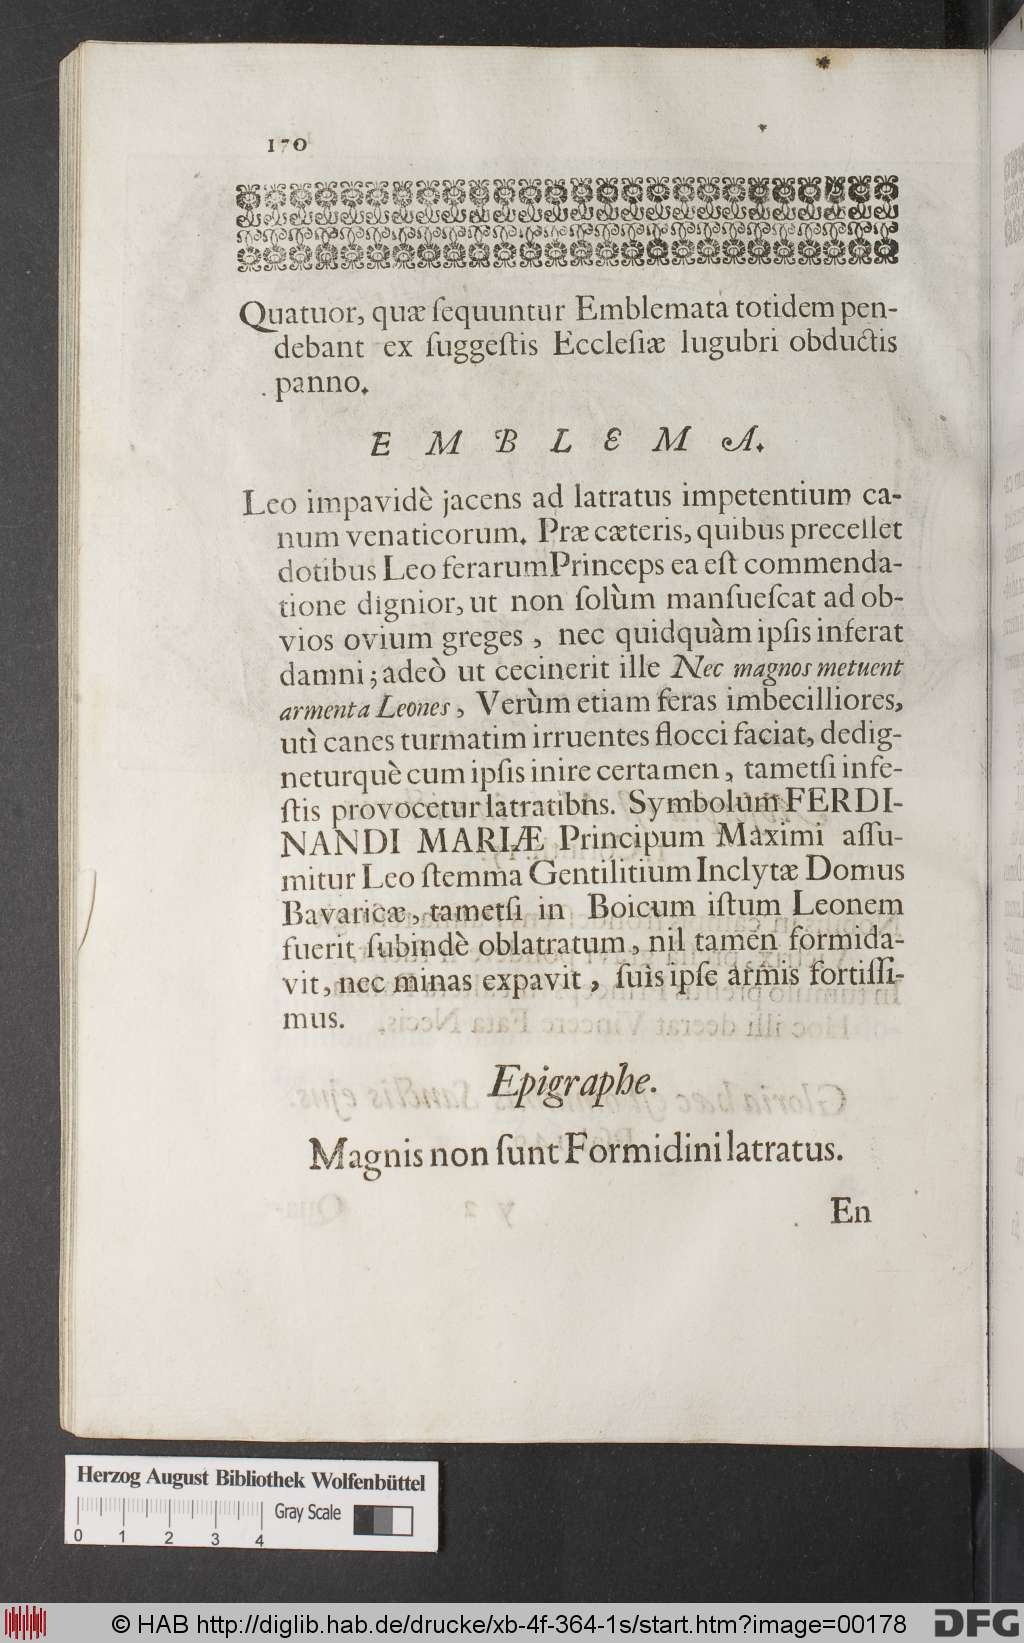 170
Quatuor, quæ ſequuntur Emblemata totidem pen-
debant ex ſuggeſtis Eccleſiæ lugubri obductis
panno.
EMBLEMA.
Leo impavidè jacens ad latratus impetentium ca-
num venaticorum. Præ cæteris, quibus precellet
dotibus Leo ferarum Princeps ea eſt commenda-
tione dignior, ut non ſolùm manſueſcat ad ob-
vios ovium greges , nec quidquàm ipſis inferat
damni; adeò ut cecinerit ille Nec magnos metuent
armenta Leones, Verùm etiam feras imbecilliores,
utì canes turmatim irruentes flocci faciat, dedig-
neturquè cum ipſis inire certamen, tametſi infe-
ſtis provocetur latratibns. Symbolum FERDI-
NANDI MARIÆ Principum Maximi aſſu-
mitur Leo ſtemma Gentilitium Inclytæ Domus
Bavaricæ, tametſi in Boicum iſtum Leonem
fuerit ſubindè oblatratum, nil tamen formida-
vit, nec minas expavit, ſuis ipſe armis fortiſſi-
mus.
Epigraphe.
Magnis non ſunt Formidini latratus.
En
Herzog August Bibliothek Wolfenbüttel
Gray Scale
0 1 2 3 4
© HAB http://diglib.hab.de/drucke/xb-4f-364-1s/start.htm?image=00178
DFG